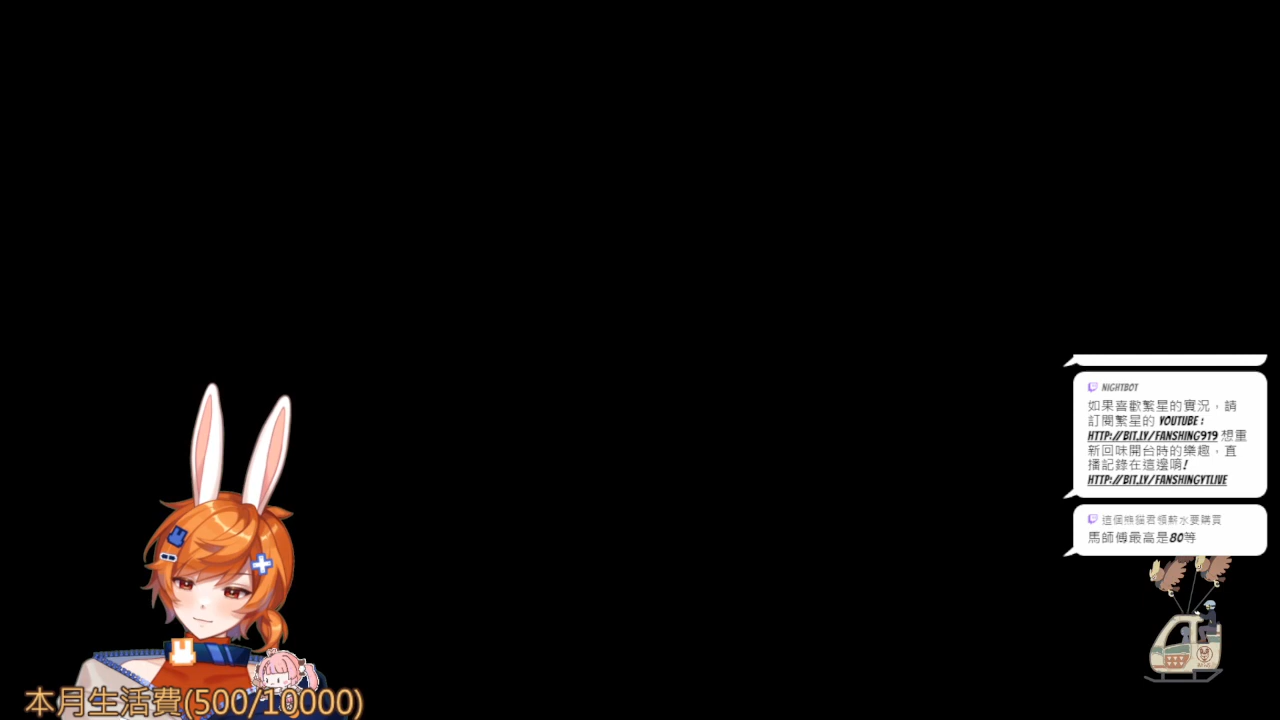 NIGHTBOT
如果喜歡繁星的實況，請
訂閱繁星的 YOUTUBE：
HTTP://BIT.LY/FANSHING919 想重
新回味開台時的樂趣，直
播記錄在這邊唷!
HTTP://BIT.LY/FANSHINGYTLIVE
這個熊貓君領薪水要購買
馬師傅最高是80等
本月生活費(500/10000)